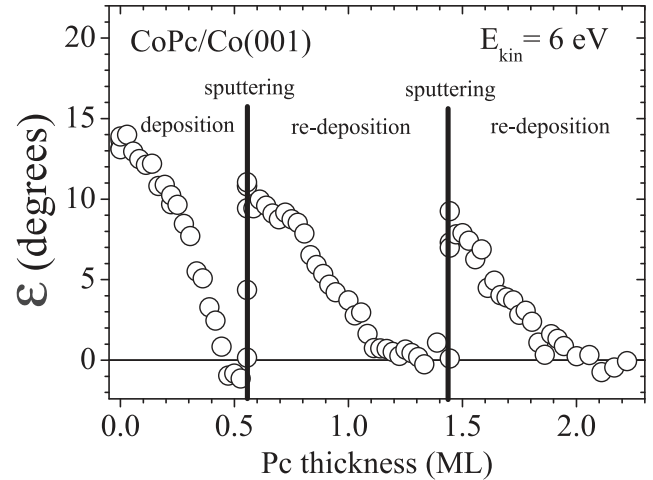 CoPc/Co(001)
E_kin = 6 eV
sputtering
sputtering
deposition
re-deposition
re-deposition
ε (degrees)
20
15
10
5
0
0.0
0.5
1.0
1.5
2.0
Pc thickness (ML)